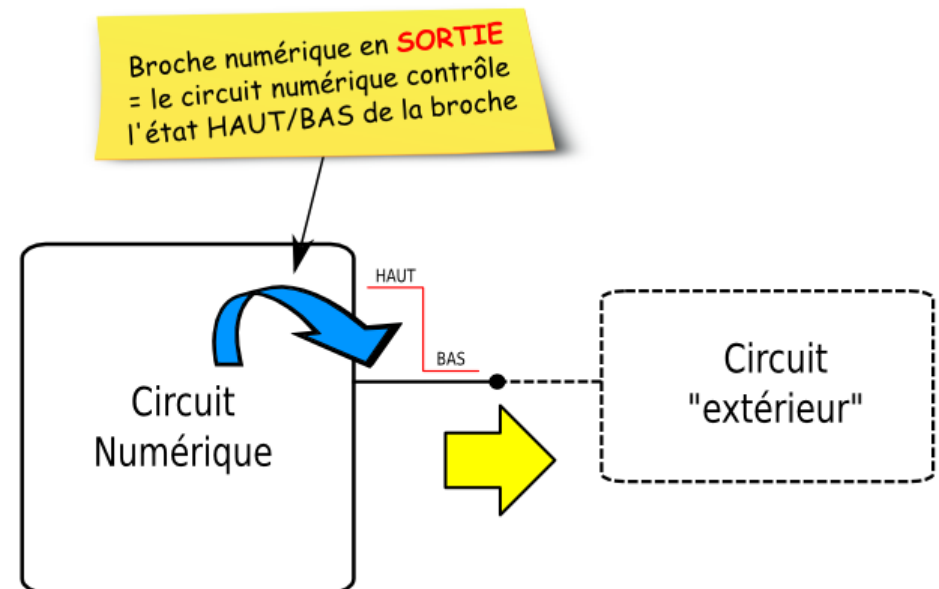 Broche numérique en SORTIE
= le circuit numérique contrôle
l'état HAUT/BAS de la broche
HAUT
BAS
Circuit
Numérique
Circuit
"extérieur"